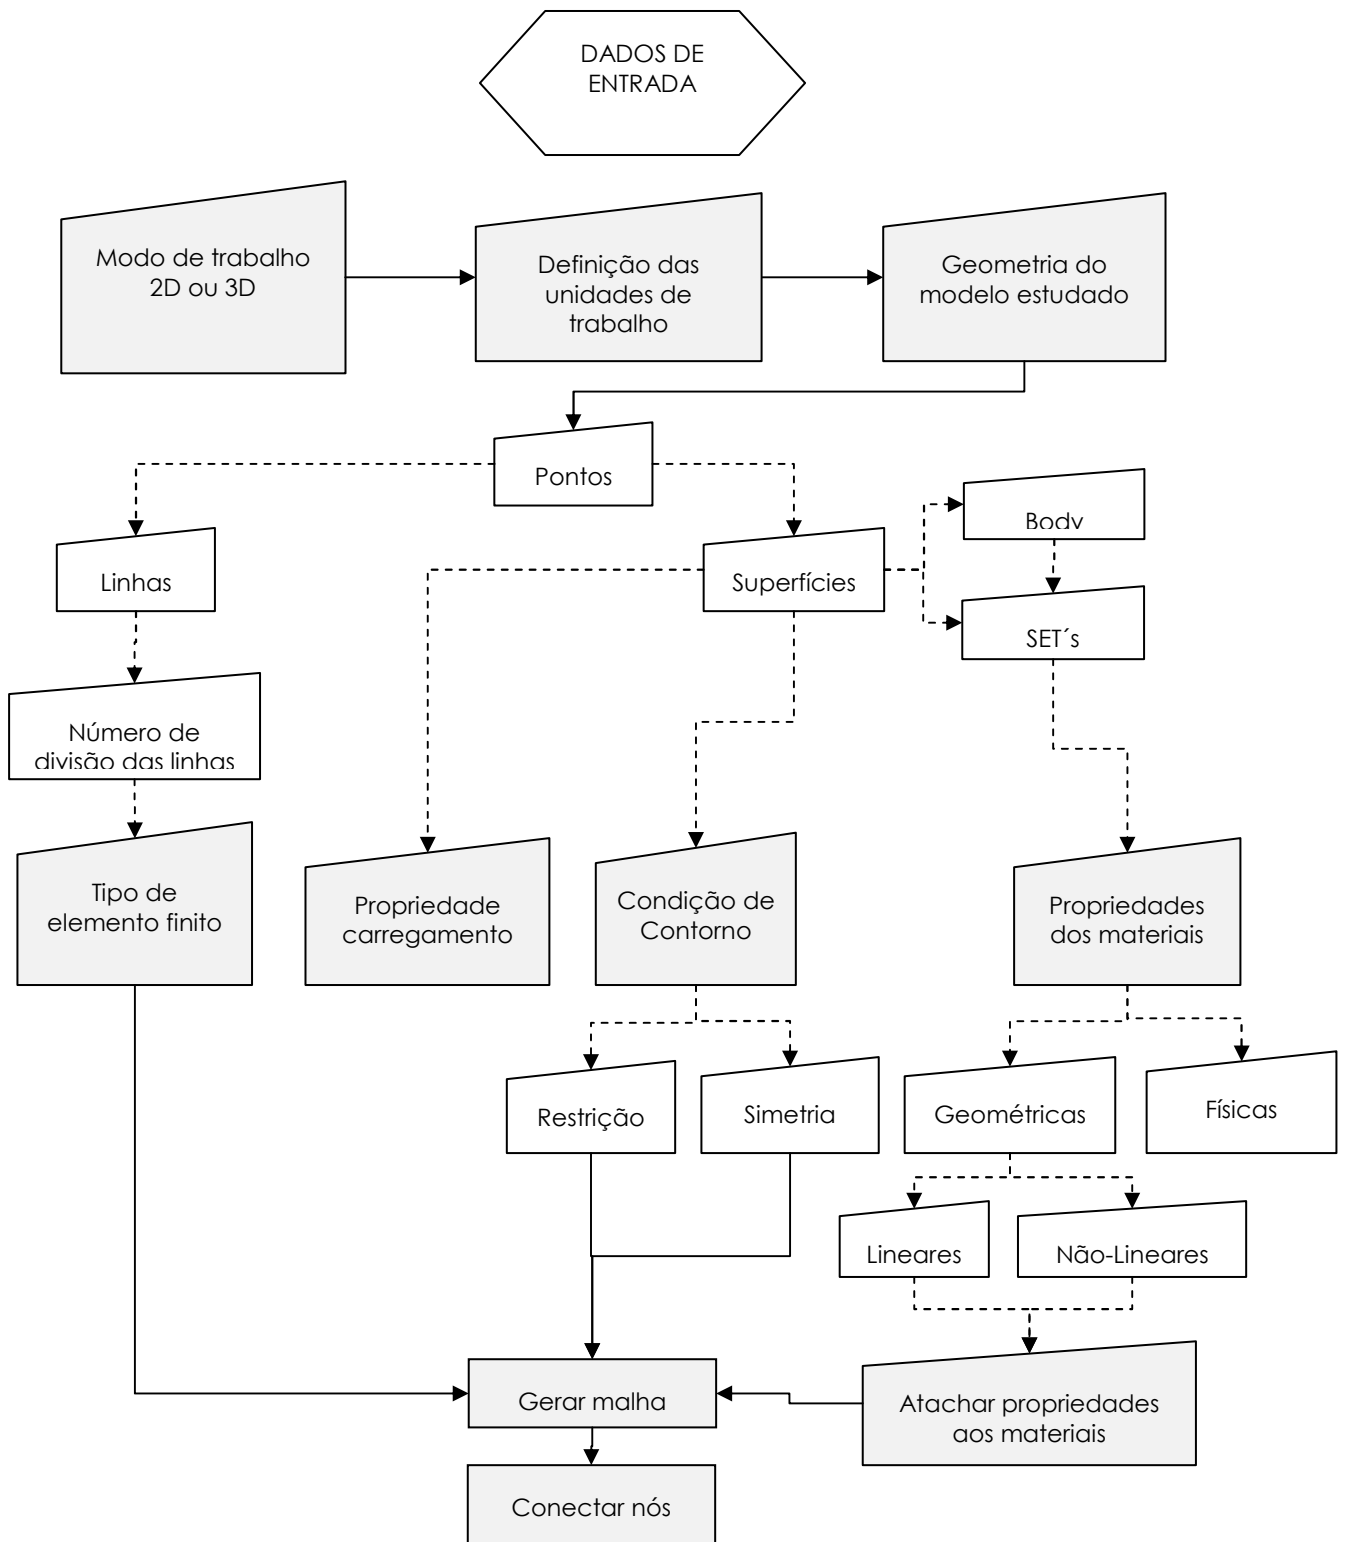 DADOS DE
ENTRADA
Modo de trabalho
2D ou 3D
Definição das
unidades de
trabalho
Geometria do
modelo estudado
Pontos
Body
Linhas
Superfícies
SET´s
Número de
divisão das linhas
Tipo de
elemento finito
Propriedade
carregamento
Condição de
Contorno
Propriedades
dos materiais
Restrição
Simetria
Geométricas
Físicas
Lineares
Não-Lineares
Gerar malha
Atachar propriedades
aos materiais
Conectar nós